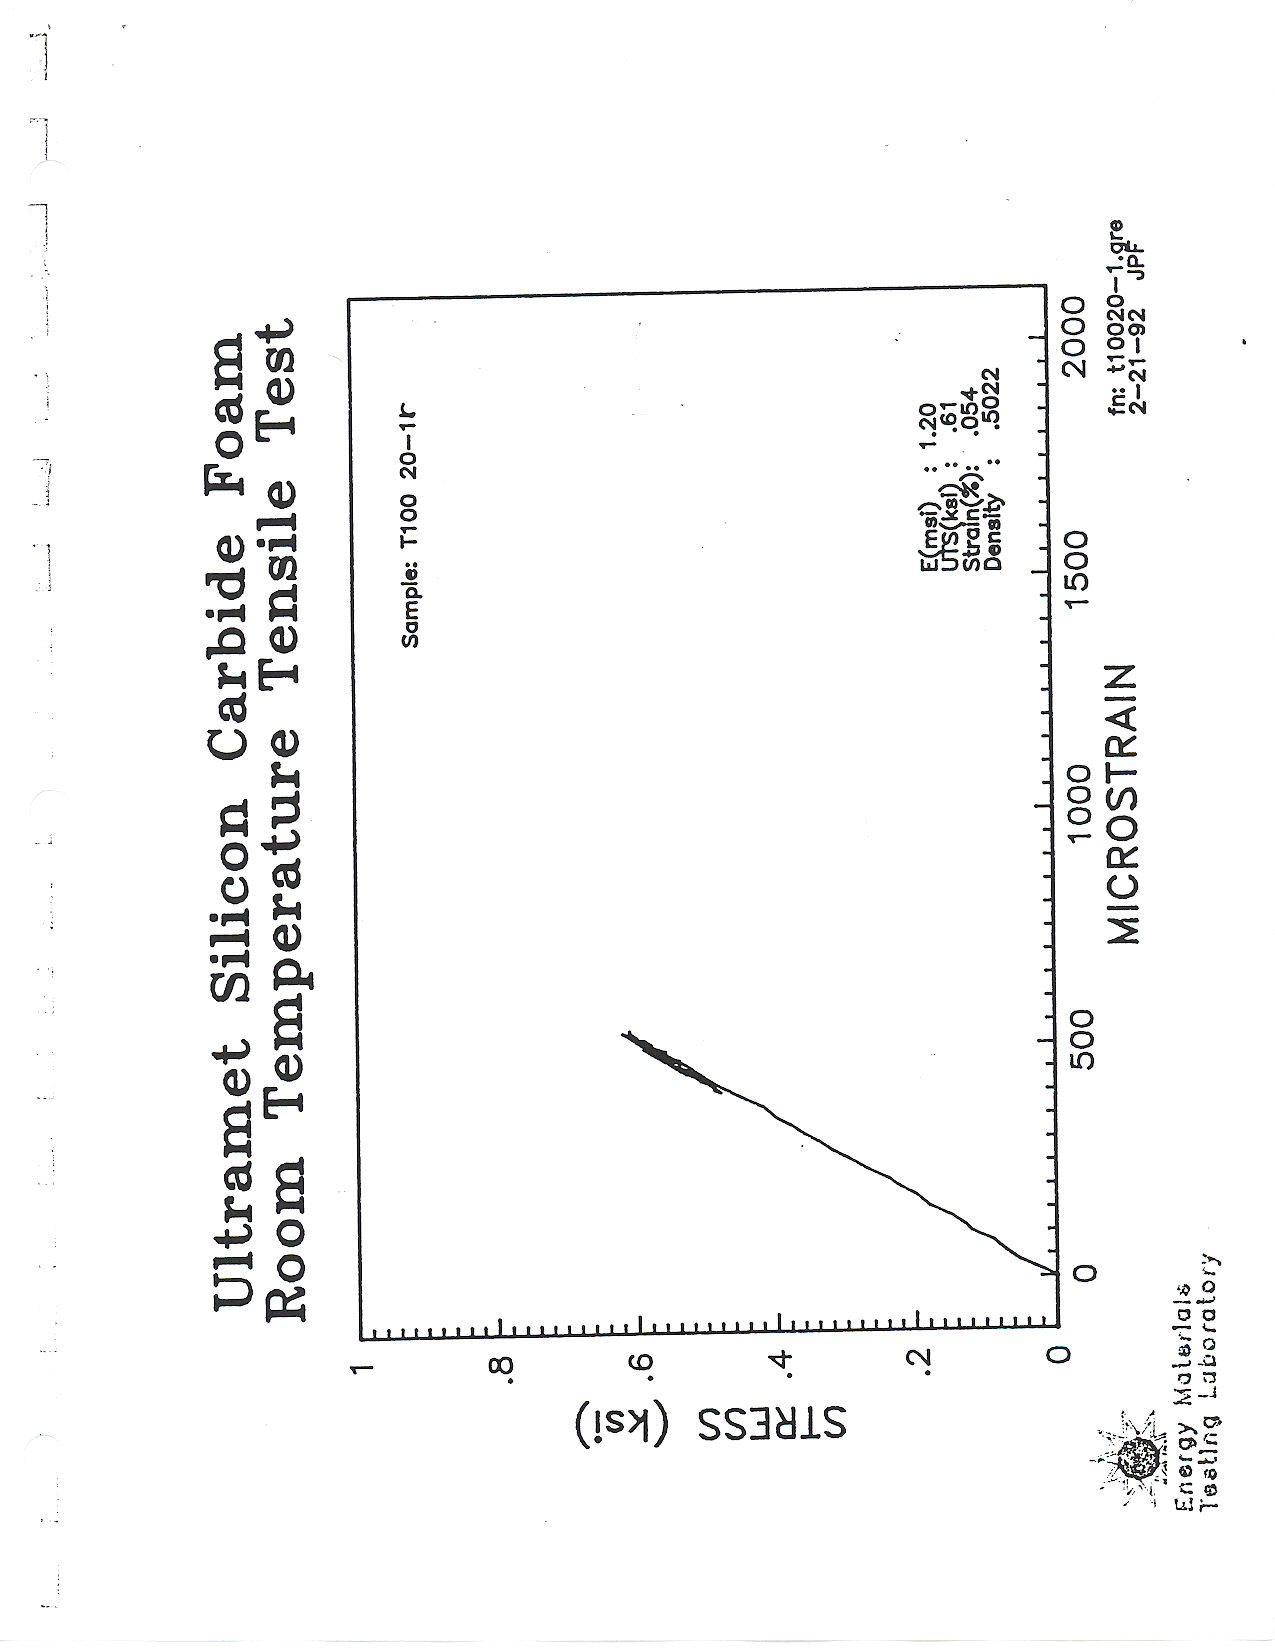 Ultramet Silicon Carbide Foam
Room Temperature Tensile Test
Sample: T100 20-1r
STRESS (ksi)
1
.8
.6
.4
.2
0
E(msi) : 1.20
UTS(ksi) : .61
Strain(%): .054
Density : .5022
0
500
1000
1500
2000
MICROSTRAIN
fn: t10020-1.gre
2-21-92 JPF
Energy Materials
Testing Laboratory